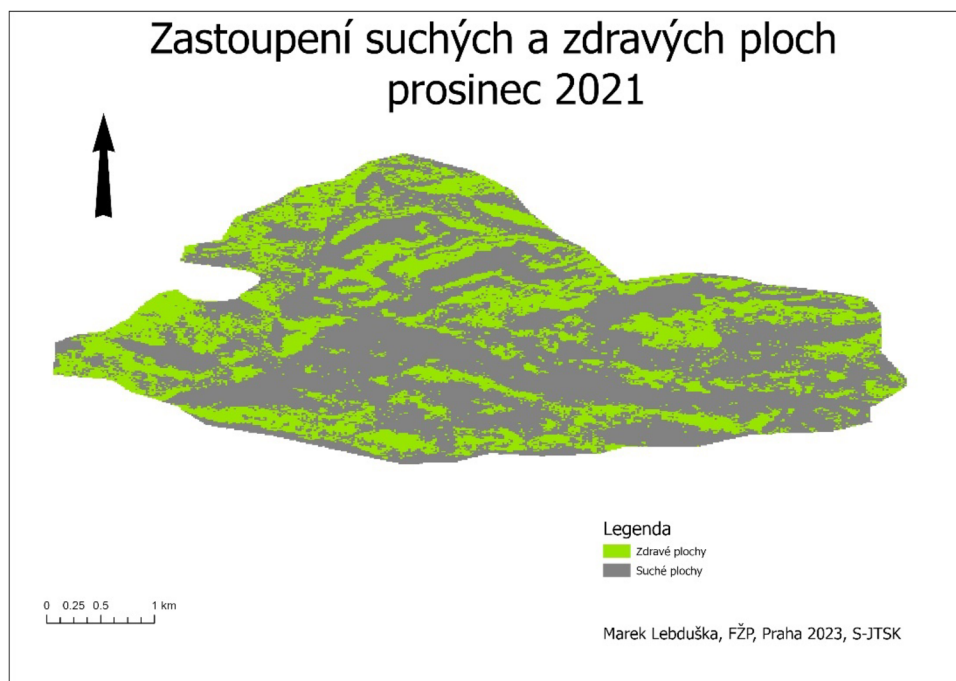 Zastoupení suchých a zdravých ploch
prosinec 2021
Legenda
Zdravé plochy
Suché plochy
0 0.25 0.5 1 km
Marek Lebduška, FŽP, Praha 2023, S-JTSK